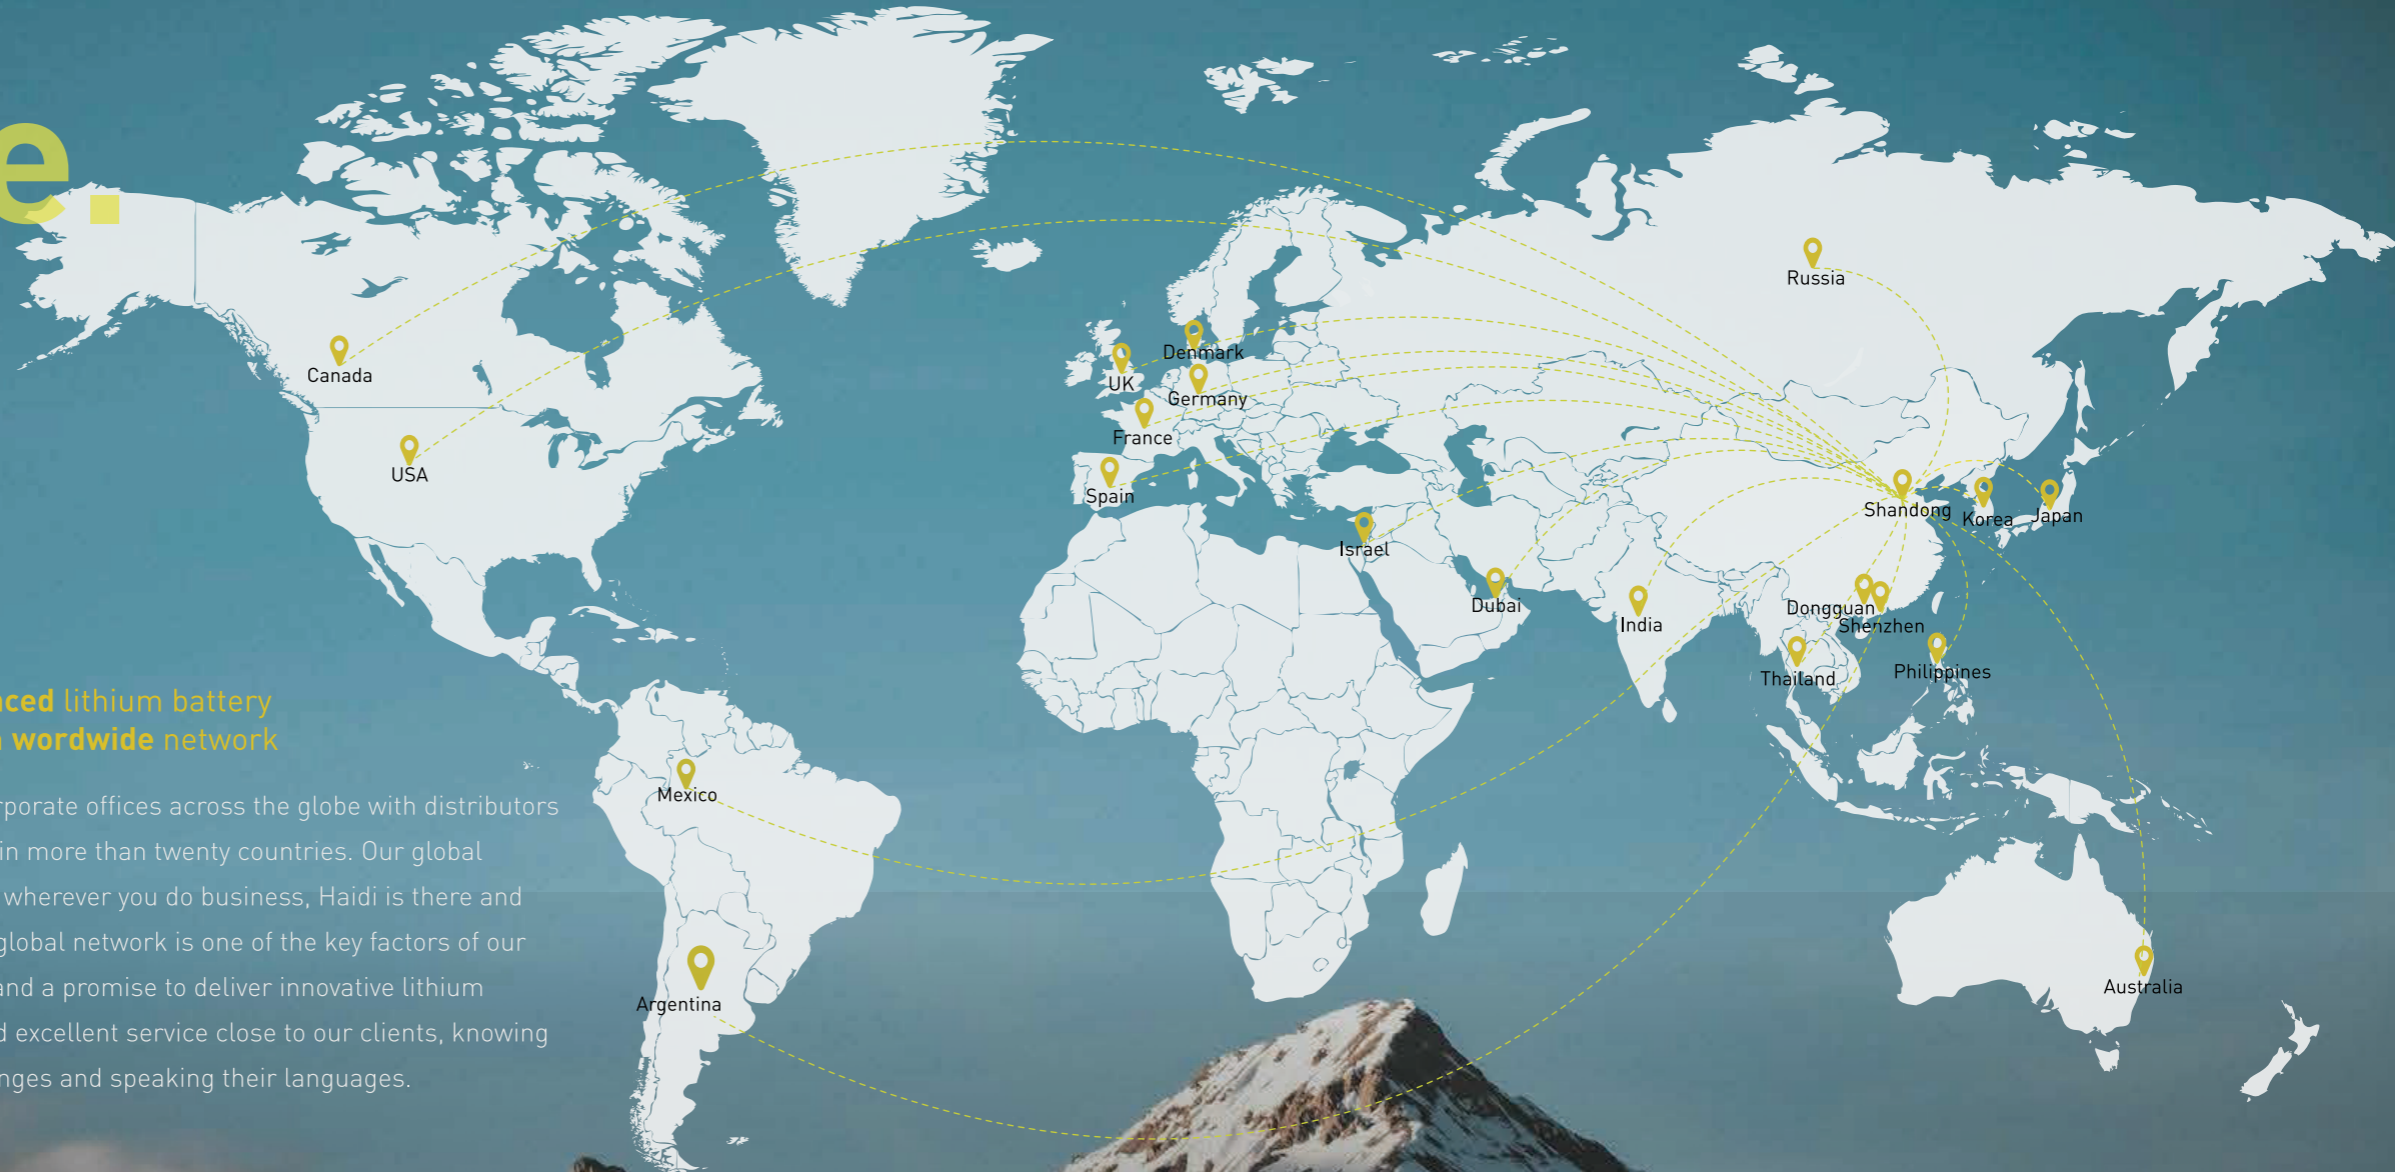 e.
Canada
USA
UK
Denmark
Germany
France
Spain
Israel
Dubai
India
Russia
Shandong
Korea
Japan
Dongguan
Shenzhen
Thailand
Philippines
Mexico
Argentina
Australia
ced lithium battery
wordwide network
rporate offices across the globe with distributors
in more than twenty countries. Our global
wherever you do business, Haidi is there and
global network is one of the key factors of our
and a promise to deliver innovative lithium
d excellent service close to our clients, knowing
nges and speaking their languages.